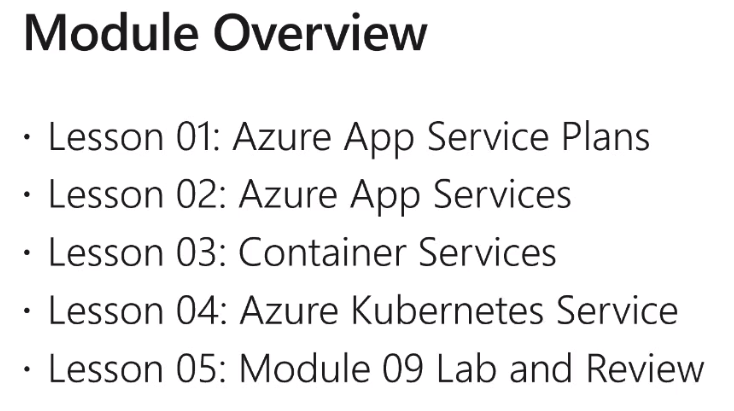 Module Overview
• Lesson 01: Azure App Service Plans
• Lesson 02: Azure App Services
• Lesson 03: Container Services
• Lesson 04: Azure Kubernetes Service
• Lesson 05: Module 09 Lab and Review